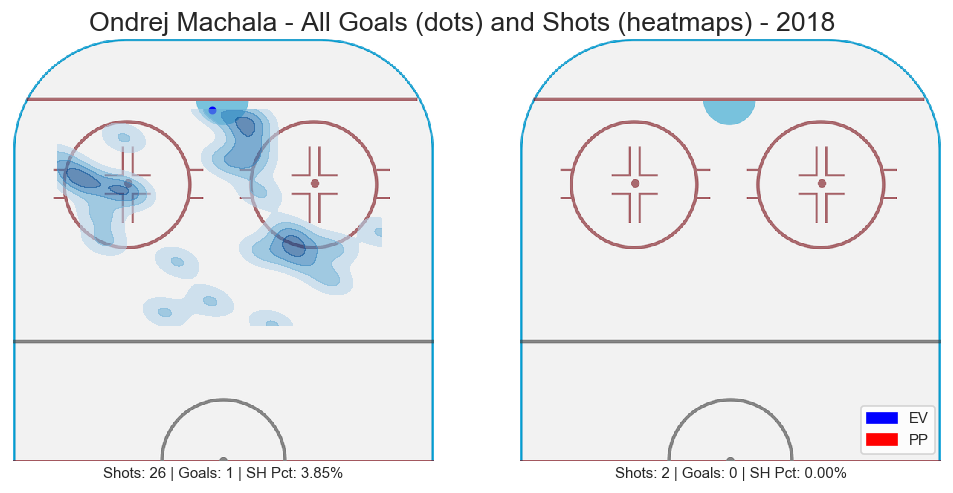 Ondrej Machala - All Goals (dots) and Shots (heatmaps) - 2018
EV
PP
Shots: 26 | Goals: 1 | SH Pct: 3.85%
Shots: 2 | Goals: 0 | SH Pct: 0.00%